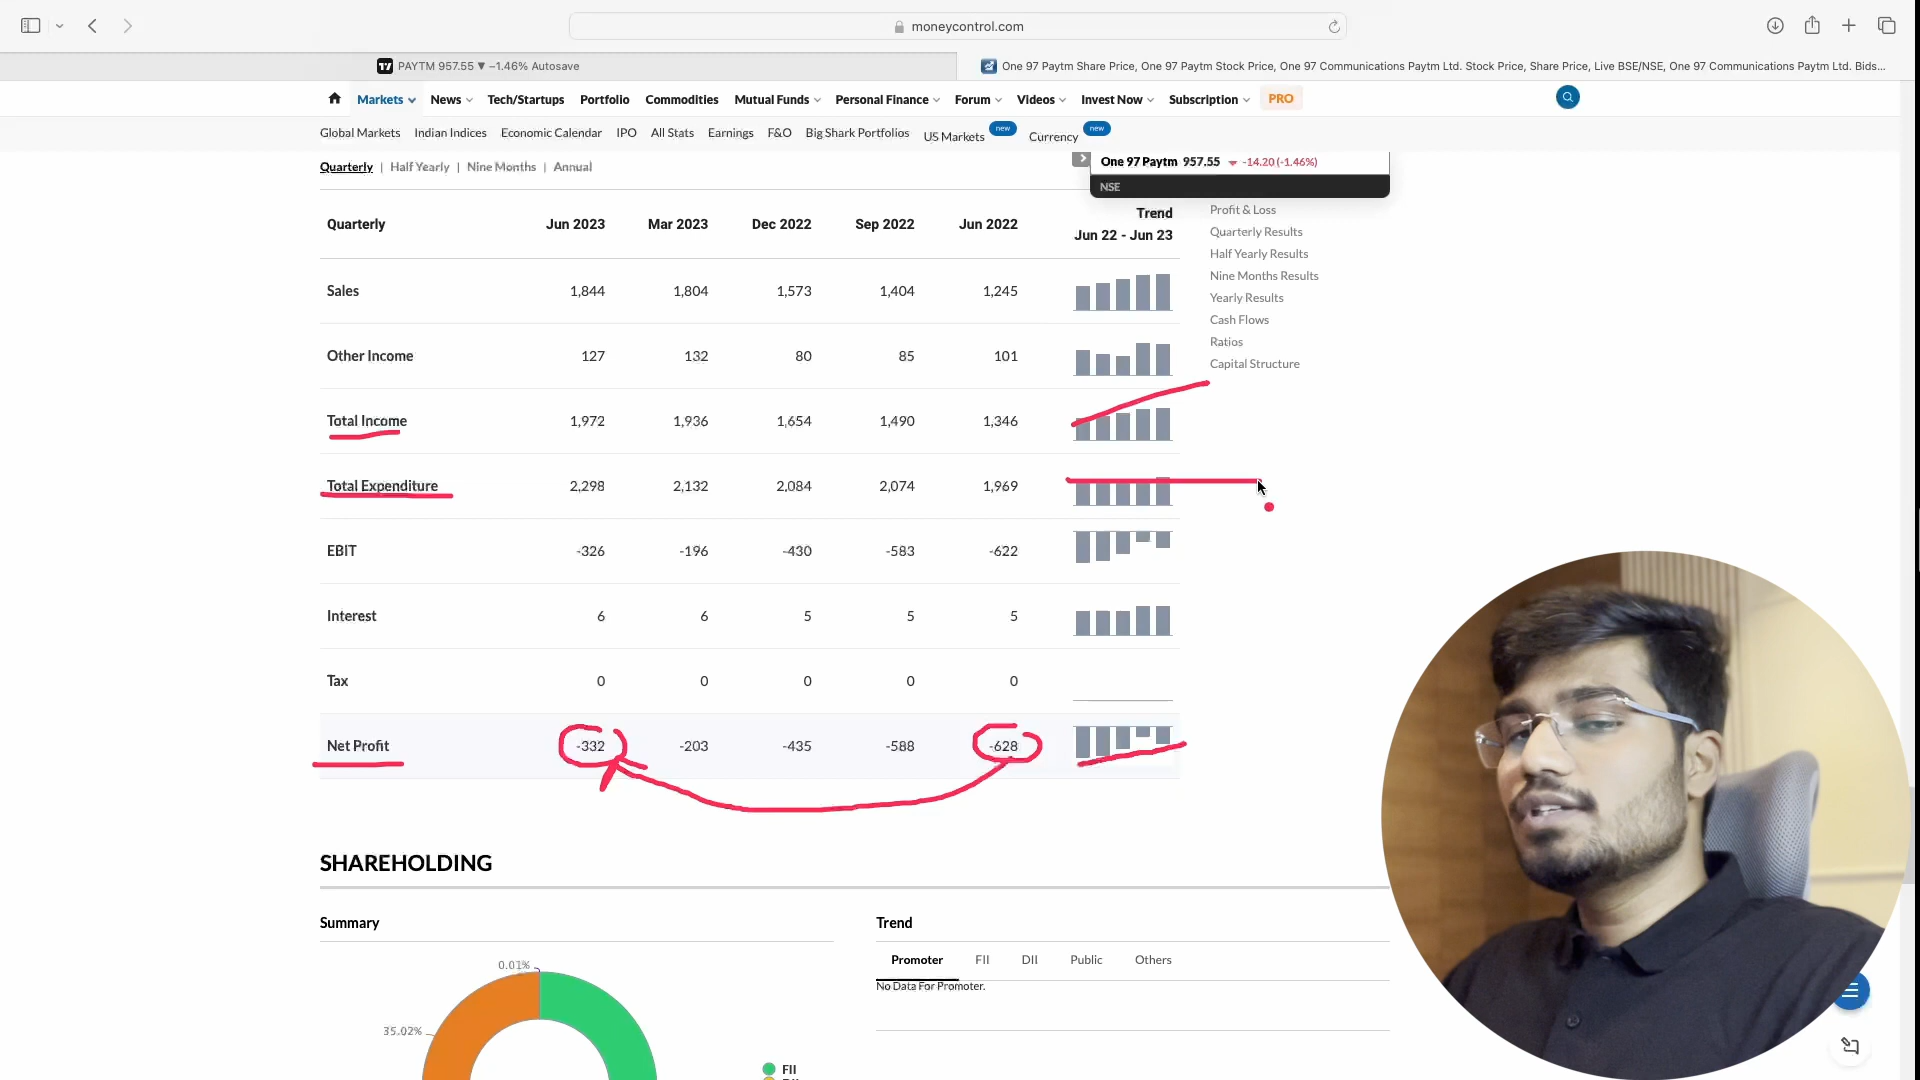 moneycontrol.com
PAYTM 957.55 ▼ −1.46% Autosave
One 97 Paytm Share Price, One 97 Paytm Stock Price, One 97 Communications Paytm Ltd. Stock Price, Share Price, Live BSE/NSE, One 97 Communications Paytm Ltd. Bids...
Markets News Tech/Startups Portfolio Commodities Mutual Funds Personal Finance Forum Videos Invest Now Subscription PRO
Global Markets Indian Indices Economic Calendar IPO All Stats Earnings F&O Big Shark Portfolios US Markets new Currency new
Quarterly | Half Yearly | Nine Months | Annual
One 97 Paytm 957.55 -14.20 (-1.46%)
NSE
Quarterly Jun 2023 Mar 2023 Dec 2022 Sep 2022 Jun 2022 Trend
Jun 22 - Jun 23
Profit & Loss
Quarterly Results
Half Yearly Results
Nine Months Results
Yearly Results
Cash Flows
Ratios
Capital Structure
Sales 1,844 1,804 1,573 1,404 1,245
Other Income 127 132 80 85 101
Total Income 1,972 1,936 1,654 1,490 1,346
Total Expenditure 2,298 2,132 2,084 2,074 1,969
EBIT -326 -196 -430 -583 -622
Interest 6 6 5 5 5
Tax 0 0 0 0 0
Net Profit -332 -203 -435 -588 -628
SHAREHOLDING
Summary
0.01%
35.02%
FII
Trend
Promoter FII DII Public Others
No Data For Promoter.